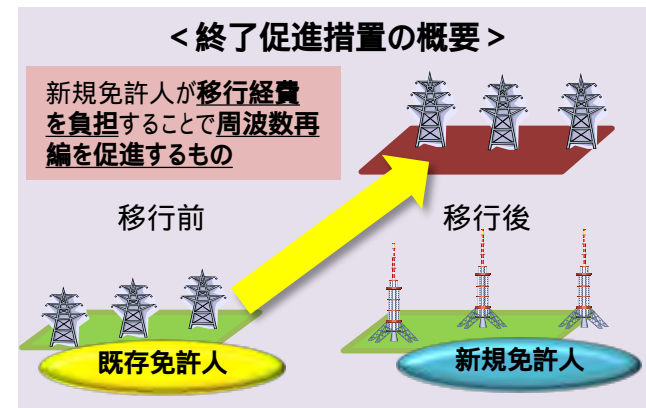 ＜終了促進措置の概要＞
新規免許人が移行経費
を負担することで周波数再
編を促進するもの
移行前
移行後
既存免許人
新規免許人